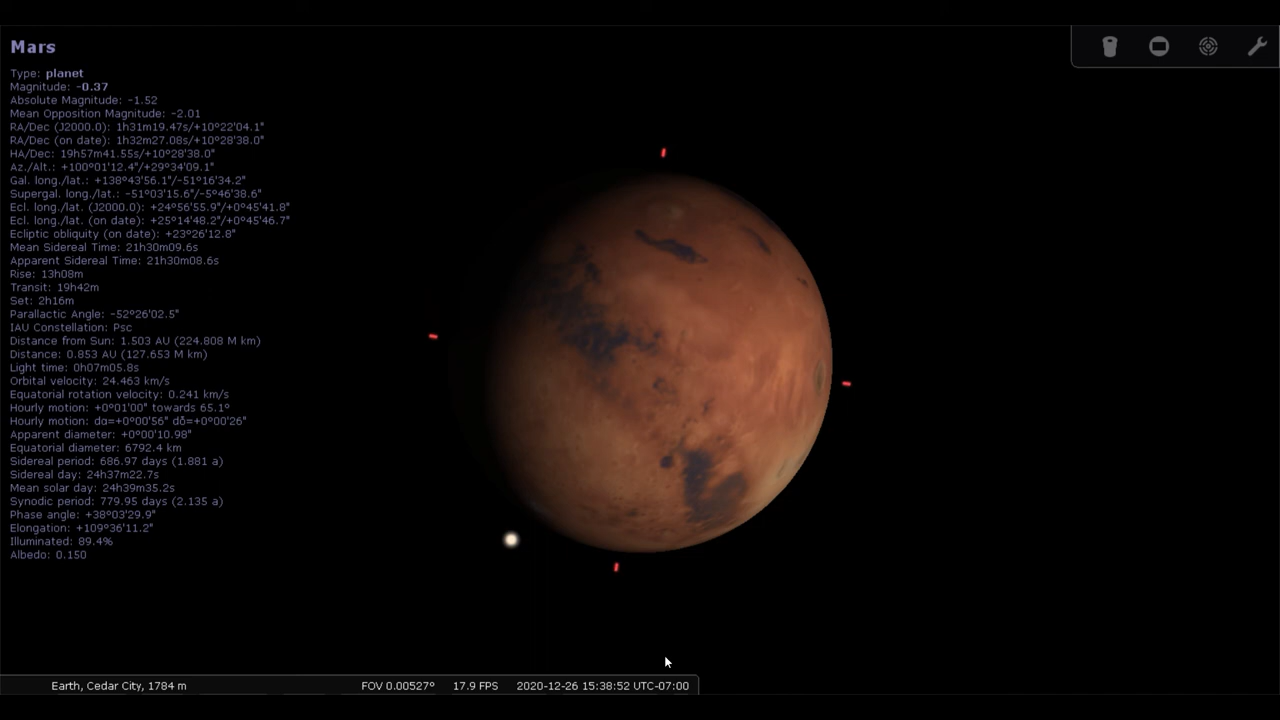 Mars
Type: planet
Magnitude: -0.37
Absolute Magnitude: -1.52
Mean Opposition Magnitude: -2.01
RA/Dec (J2000.0): 1h31m19.47s/+10°22'04.1"
RA/Dec (on date): 1h32m27.08s/+10°28'38.0"
HA/Dec: 19h57m41.55s/+10°28'38.0"
Az./Alt.: +100°01'12.4"/+29°34'09.1"
Gal. long./lat.: +138°43'56.1"/-51°16'34.2"
Supergal. long./lat.: -51°03'15.6"/-5°46'38.6"
Ecl. long./lat. (J2000.0): +24°56'55.9"/+0°45'41.8"
Ecl. long./lat. (on date): +25°14'48.2"/+0°45'46.7"
Ecliptic obliquity (on date): +23°26'12.8"
Mean Sidereal Time: 21h30m09.6s
Apparent Sidereal Time: 21h30m08.6s
Rise: 13h08m
Transit: 19h42m
Set: 2h16m
Parallactic Angle: -52°26'02.5"
IAU Constellation: Psc
Distance from Sun: 1.503 AU (224.808 M km)
Distance: 0.853 AU (127.653 M km)
Light time: 0h07m05.8s
Orbital velocity: 24.463 km/s
Equatorial rotation velocity: 0.241 km/s
Hourly motion: +0°01'00" towards 65.1°
Hourly motion: dα=+0°00'56" dδ=+0°00'26"
Apparent diameter: +0°00'10.98"
Equatorial diameter: 6792.4 km
Sidereal period: 686.97 days (1.881 a)
Sidereal day: 24h37m22.7s
Mean solar day: 24h39m35.2s
Synodic period: 779.95 days (2.135 a)
Phase angle: +38°03'29.9"
Elongation: +109°36'11.2"
Illuminated: 89.4%
Albedo: 0.150
Earth, Cedar City, 1784 m FOV 0.00527° 17.9 FPS 2020-12-26 15:38:52 UTC-07:00